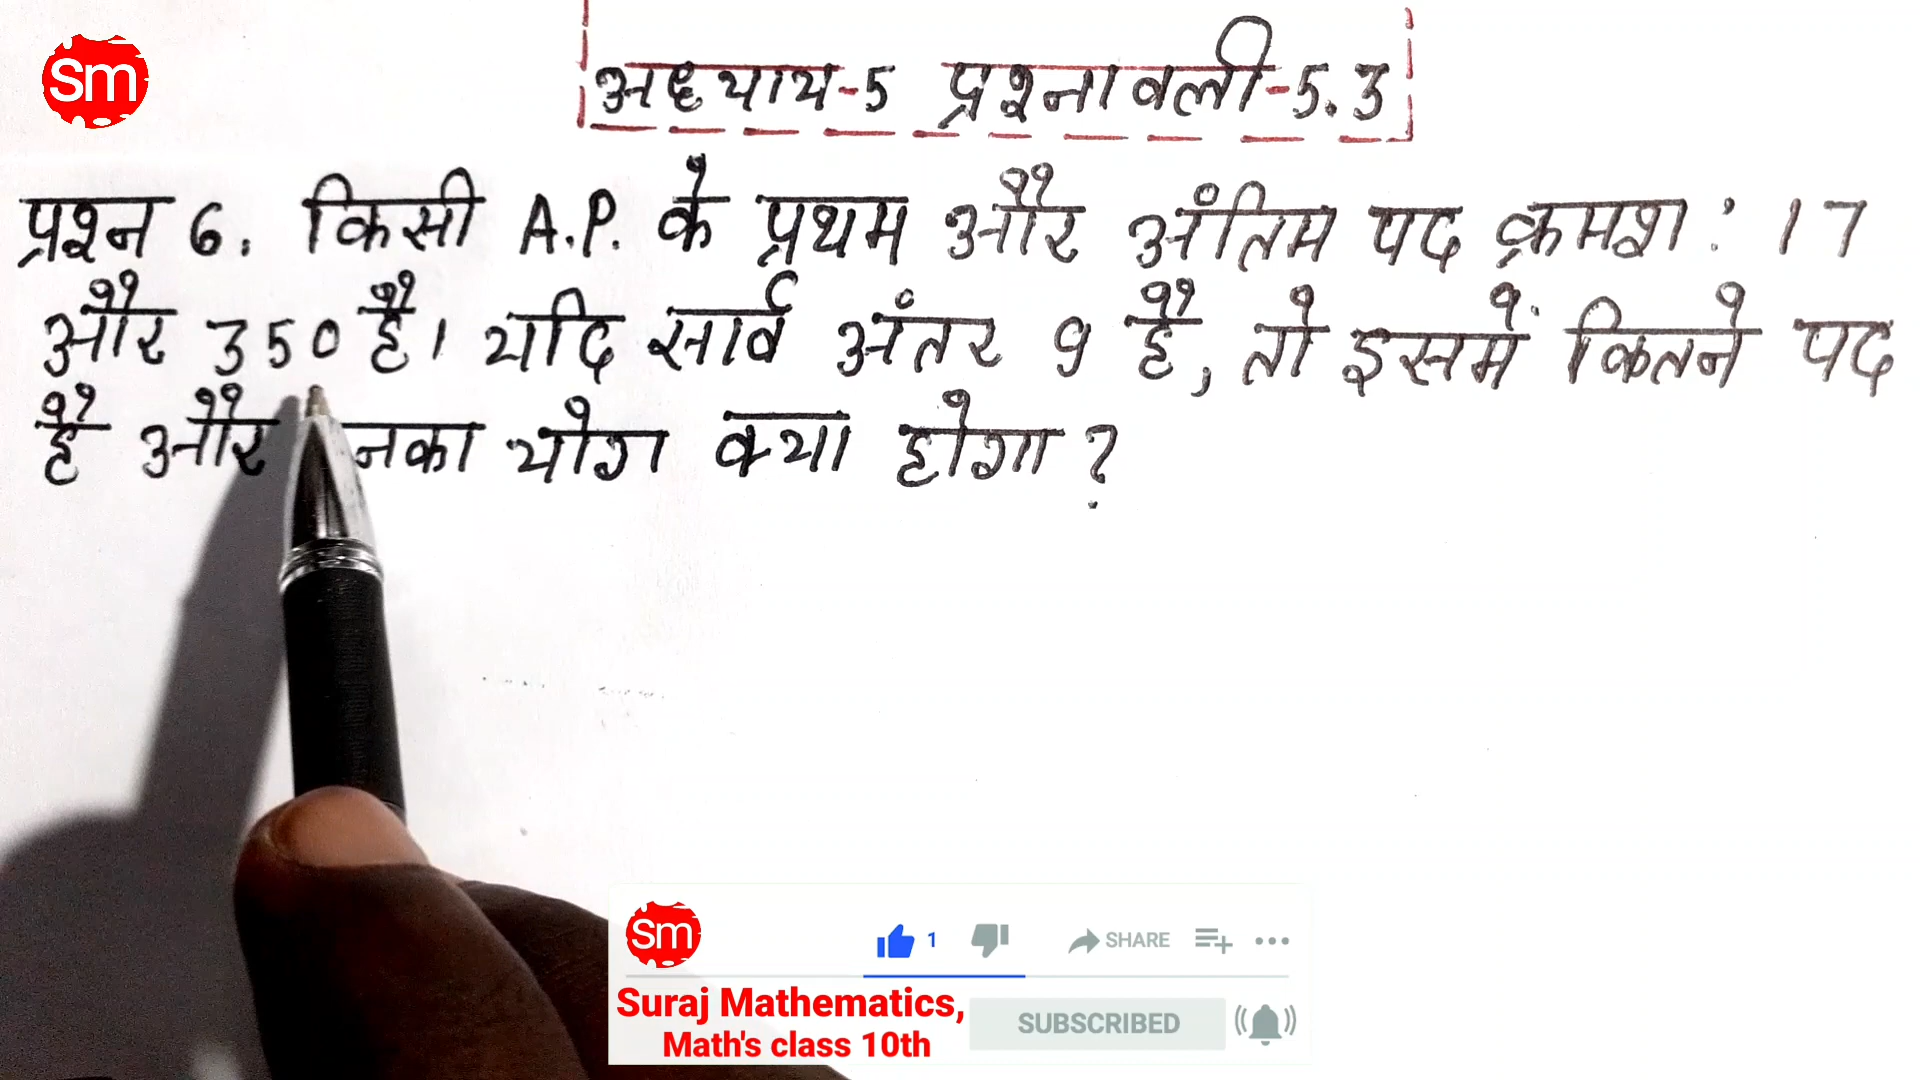 Sm
अध्याय-5 प्रश्नावली-5.3
प्रश्न 6. किसी A.P. के प्रथम और अंतिम पद क्रमश: 17
और 350 है। यदि सार्व अंतर 9 है, तो इसमें कितने पद
है और नका योग क्या होगा?
Sm
1
SHARE
Suraj Mathematics,
SUBSCRIBED
Math's class 10th